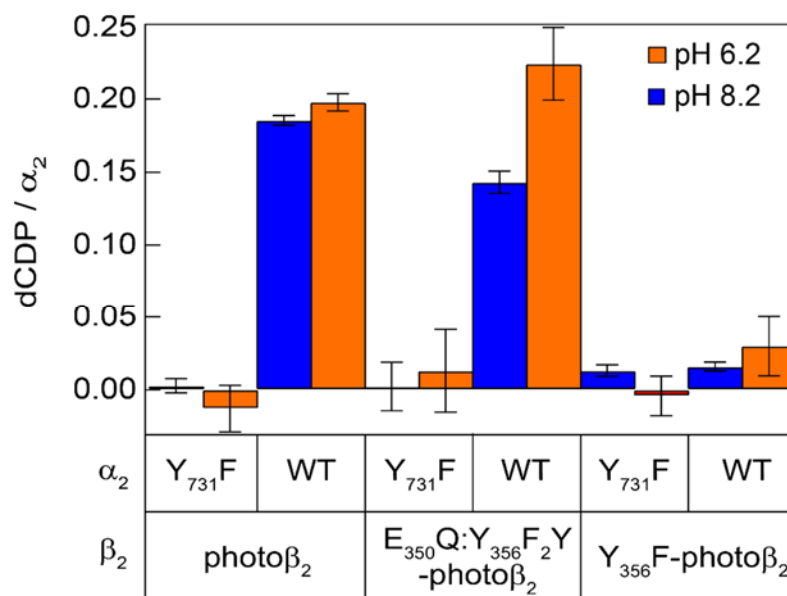 0.25
pH 6.2
0.20
pH 8.2
0.15
0.10
0.05
0.00
dCDP / α₂
α₂ Y₇₃₁F WT Y₇₃₁F WT Y₇₃₁F WT
β₂ photoβ₂ E₃₅₀Q:Y₃₅₆F₂Y Y₃₅₆F-photoβ₂
-photoβ₂